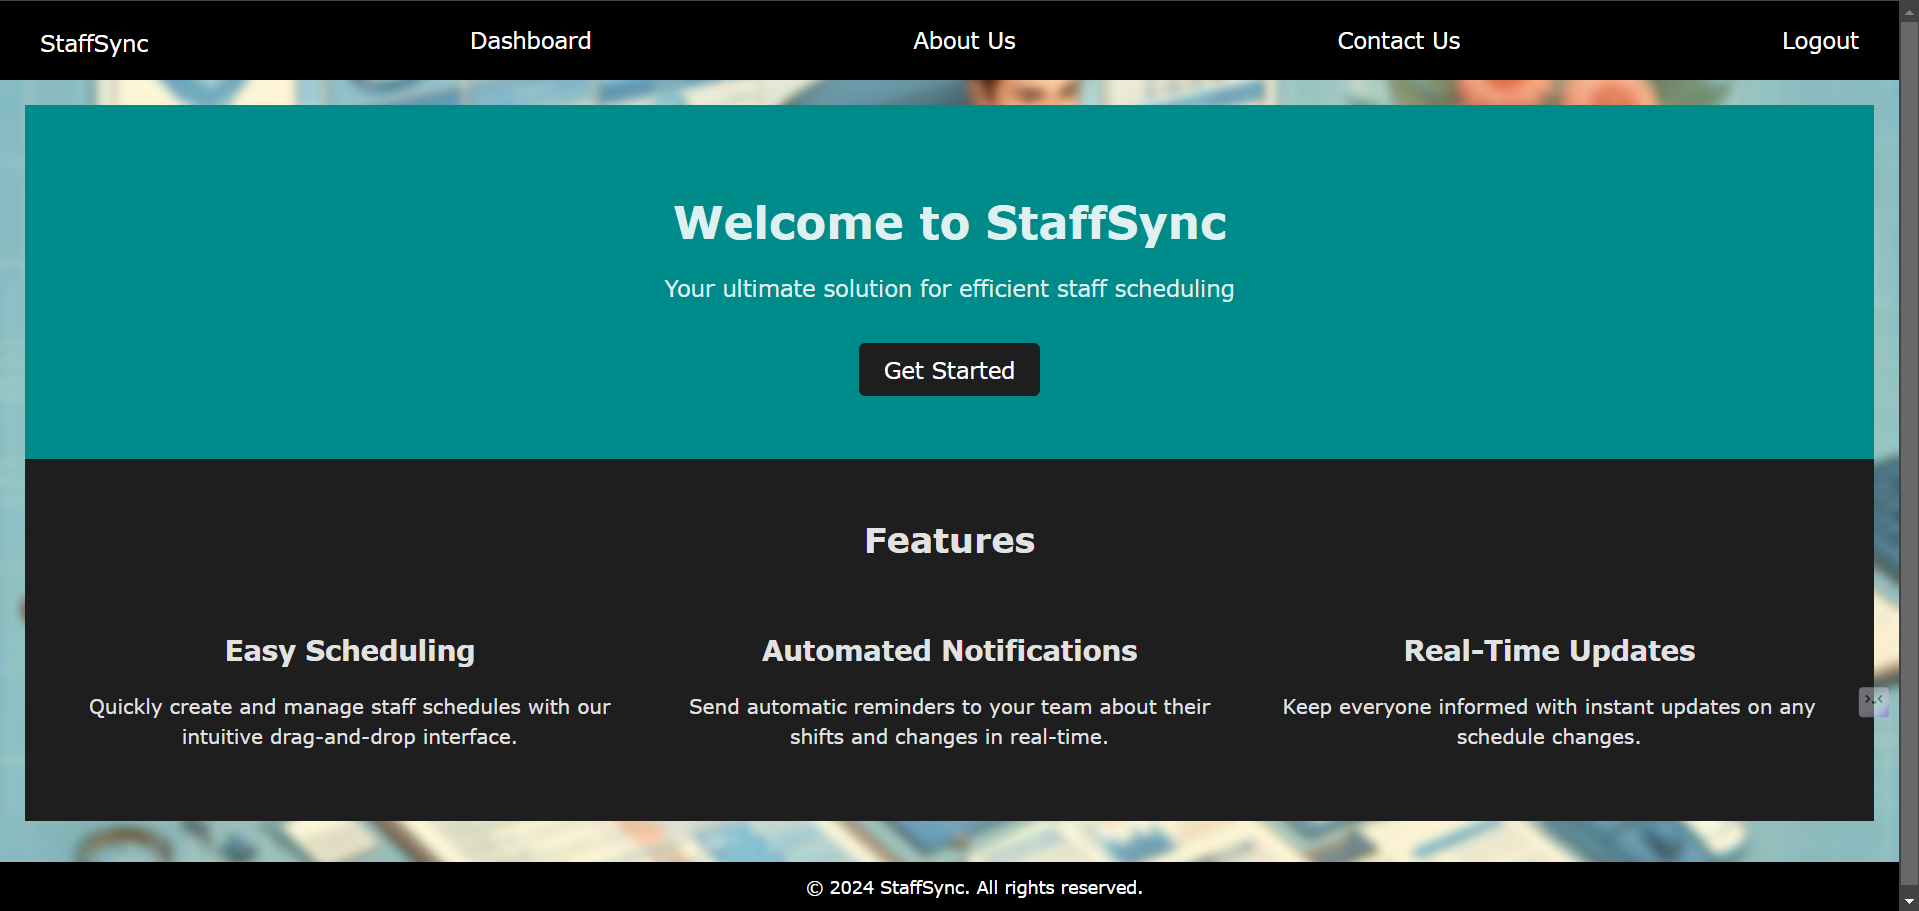 StaffSync Dashboard About Us Contact Us Logout
Welcome to StaffSync
Your ultimate solution for efficient staff scheduling
Get Started
Features
Easy Scheduling
Quickly create and manage staff schedules with our
intuitive drag-and-drop interface.
Automated Notifications
Send automatic reminders to your team about their
shifts and changes in real-time.
Real-Time Updates
Keep everyone informed with instant updates on any
schedule changes.
© 2024 StaffSync. All rights reserved.